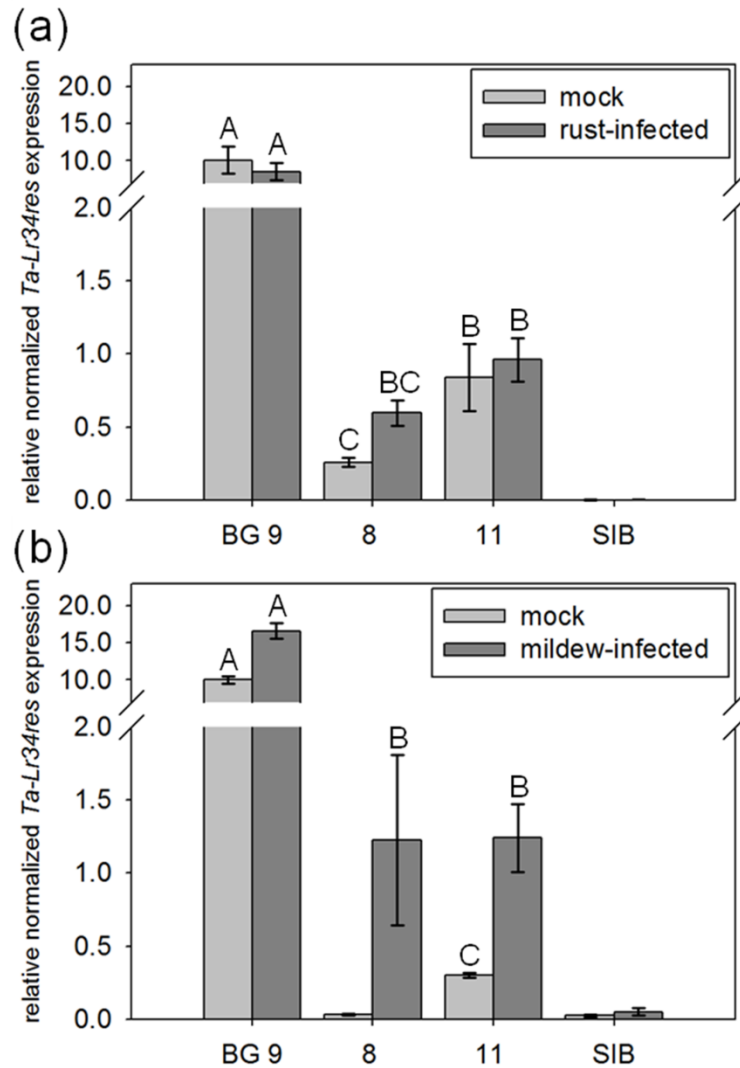 (a)
relative normalized Ta-Lr34res expression
20.0
15.0
10.0
2.0
1.5
1.0
0.5
0.0
mock
rust-infected
A A
C BC
B B
BG 9 8 11 SIB
(b)
relative normalized Ta-Lr34res expression
20.0
15.0
10.0
2.0
1.5
1.0
0.5
0.0
mock
mildew-infected
A A
B
C B
BG 9 8 11 SIB